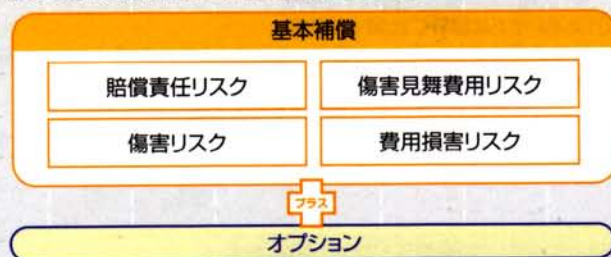 基本補償
賠償責任リスク
傷害見舞費用リスク
傷害リスク
費用損害リスク
プラス
オプション